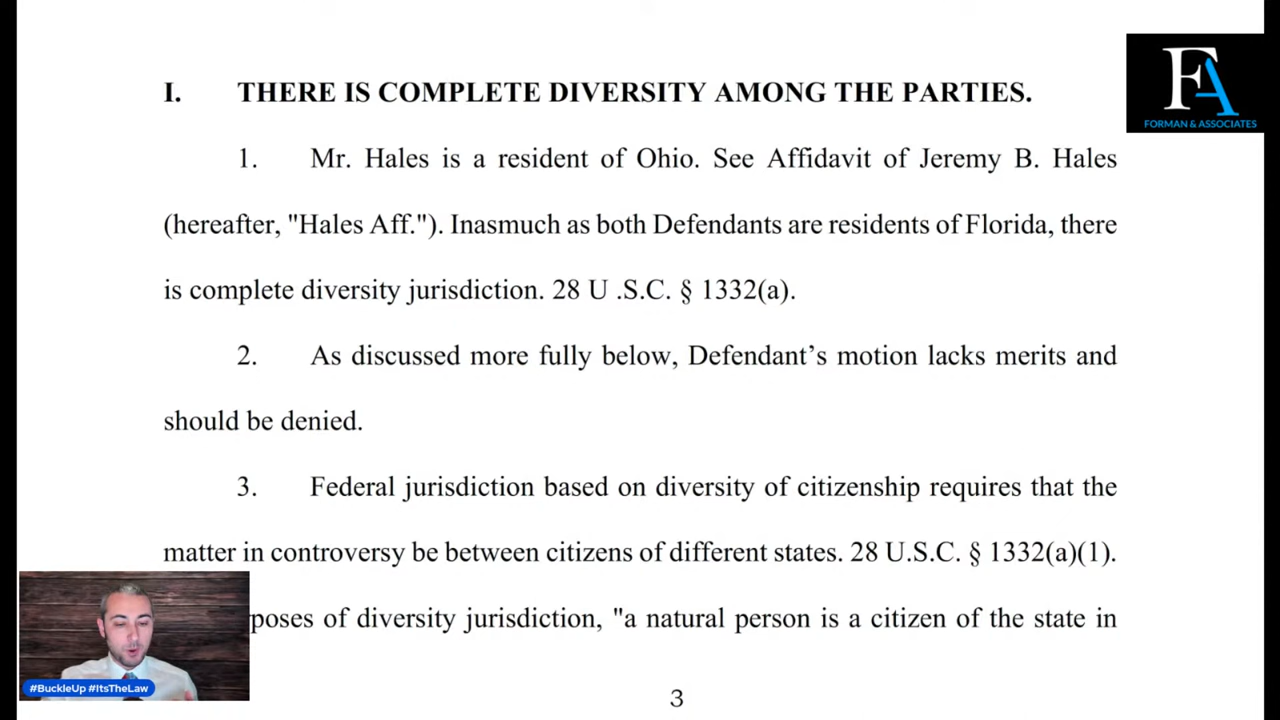 I. THERE IS COMPLETE DIVERSITY AMONG THE PARTIES.
FA
FORMAN & ASSOCIATES
1. Mr. Hales is a resident of Ohio. See Affidavit of Jeremy B. Hales
(hereafter, "Hales Aff."). Inasmuch as both Defendants are residents of Florida, there
is complete diversity jurisdiction. 28 U .S.C. § 1332(a).
2. As discussed more fully below, Defendant’s motion lacks merits and
should be denied.
3. Federal jurisdiction based on diversity of citizenship requires that the
matter in controversy be between citizens of different states. 28 U.S.C. § 1332(a)(1).
poses of diversity jurisdiction, "a natural person is a citizen of the state in
#BuckleUp #ItsTheLaw
3